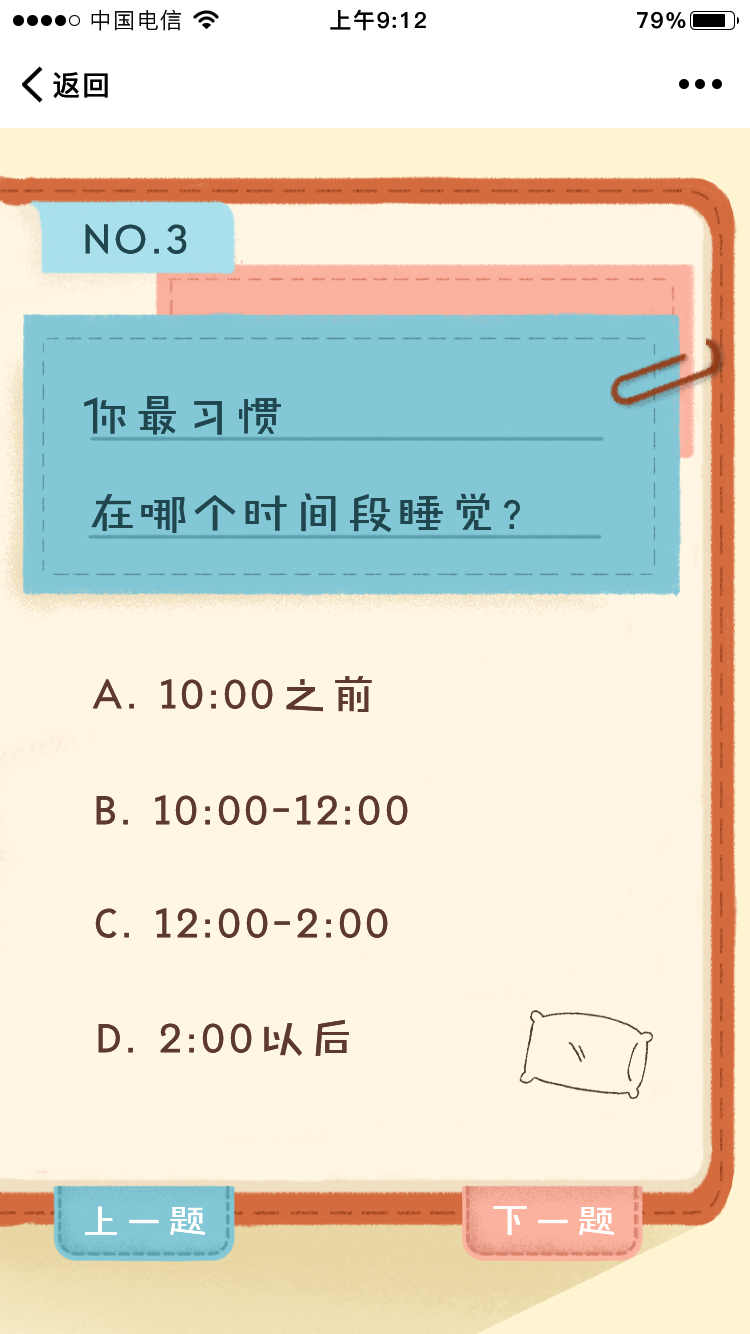 中国电信 上午9:12 79%
返回
NO.3
你最习惯
在哪个时间段睡觉?
A. 10:00之前
B. 10:00-12:00
C. 12:00-2:00
D. 2:00以后
上一题 下一题